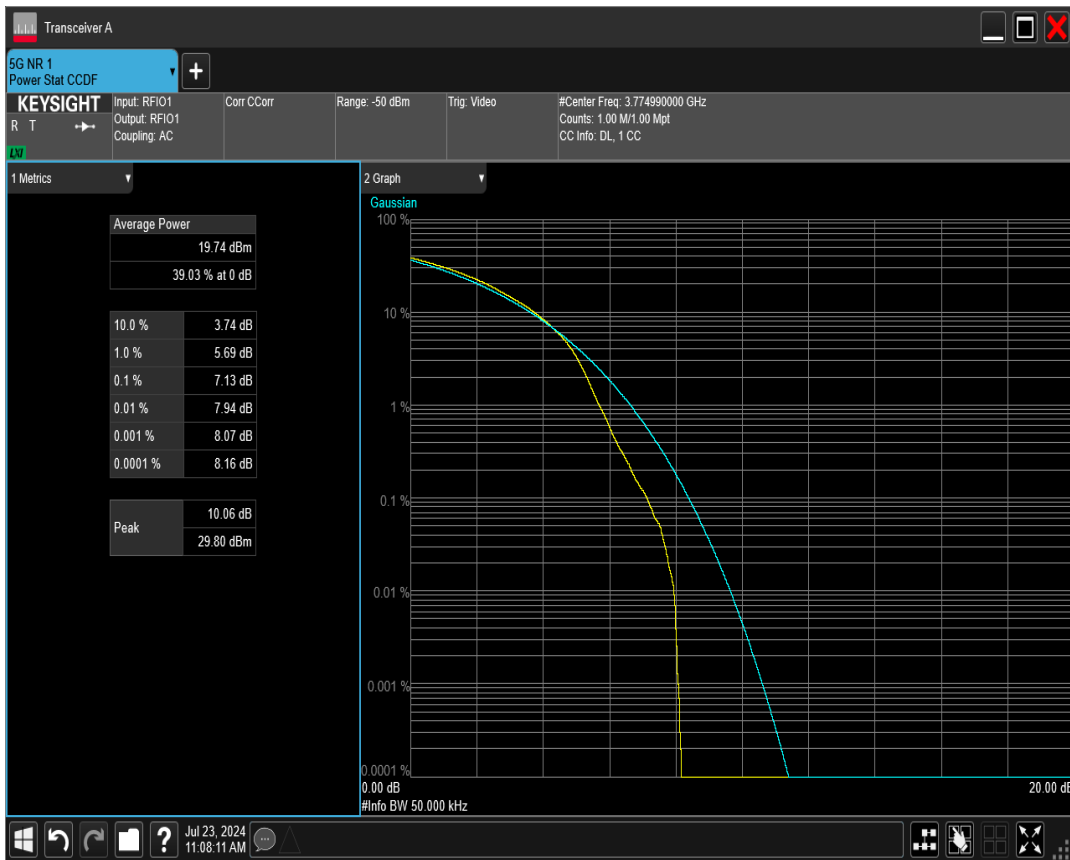 Transceiver A
5G NR 1
Power Stat CCDF
KEYSIGHT
R T
LXI
Input: RFIO1
Output: RFIO1
Coupling: AC
Corr CCorr
Range: -50 dBm
Trig: Video
#Center Freq: 3.774990000 GHz
Counts: 1.00 M/1.00 Mpt
CC Info: DL, 1 CC
1 Metrics
Average Power
19.74 dBm
39.03 % at 0 dB
10.0 % 3.74 dB
1.0 % 5.69 dB
0.1 % 7.13 dB
0.01 % 7.94 dB
0.001 % 8.07 dB
0.0001 % 8.16 dB
Peak
10.06 dB
29.80 dBm
2 Graph
Gaussian
100 %
10 %
1 %
0.1 %
0.01 %
0.001 %
0.0001 %
0.00 dB 20.00 dB
#Info BW 50.000 kHz
?
Jul 23, 2024
11:08:11 AM